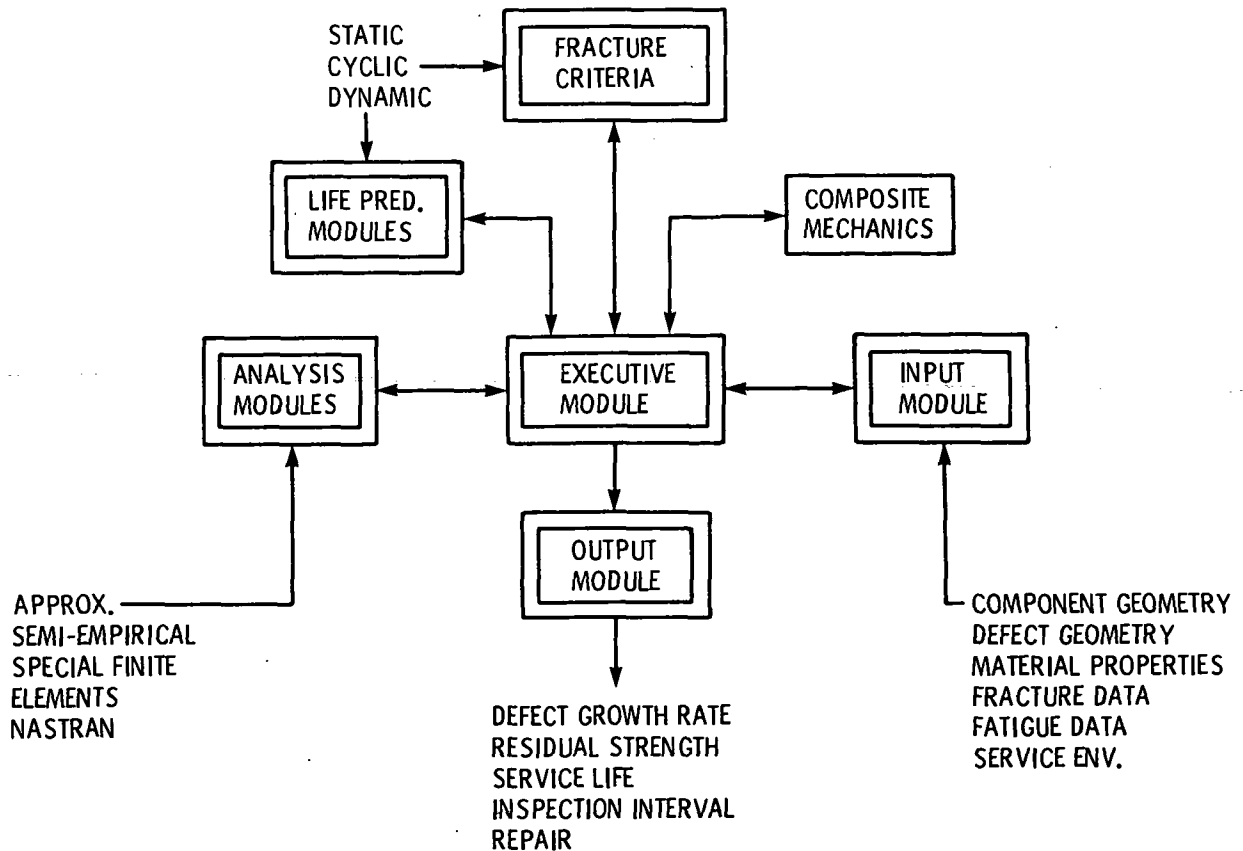 STATIC
CYCLIC
DYNAMIC
FRACTURE
CRITERIA
LIFE PRED.
MODULES
COMPOSITE
MECHANICS
ANALYSIS
MODULES
EXECUTIVE
MODULE
INPUT
MODULE
OUTPUT
MODULE
APPROX.
SEMI-EMPIRICAL
SPECIAL FINITE
ELEMENTS
NASTRAN
DEFECT GROWTH RATE
RESIDUAL STRENGTH
SERVICE LIFE
INSPECTION INTERVAL
REPAIR
COMPONENT GEOMETRY
DEFECT GEOMETRY
MATERIAL PROPERTIES
FRACTURE DATA
FATIGUE DATA
SERVICE ENV.